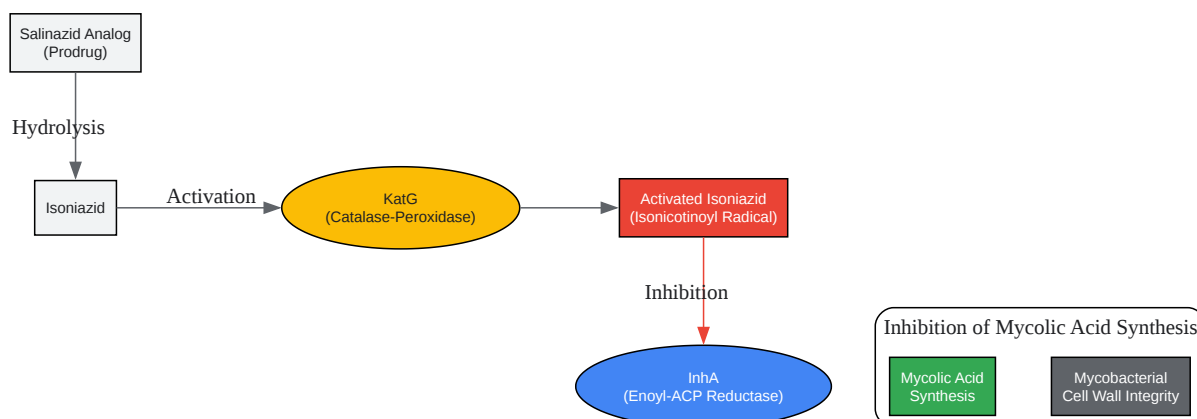 Salinazid Analog
(Prodrug)
Hydrolysis
Isoniazid
Activation
KatG
(Catalase-Peroxidase)
Activated Isoniazid
(Isonicotinoyl Radical)
Inhibition
InhA
(Enoyl-ACP Reductase)
Inhibition of Mycolic Acid Synthesis
Mycolic Acid
Synthesis
Mycobacterial
Cell Wall Integrity